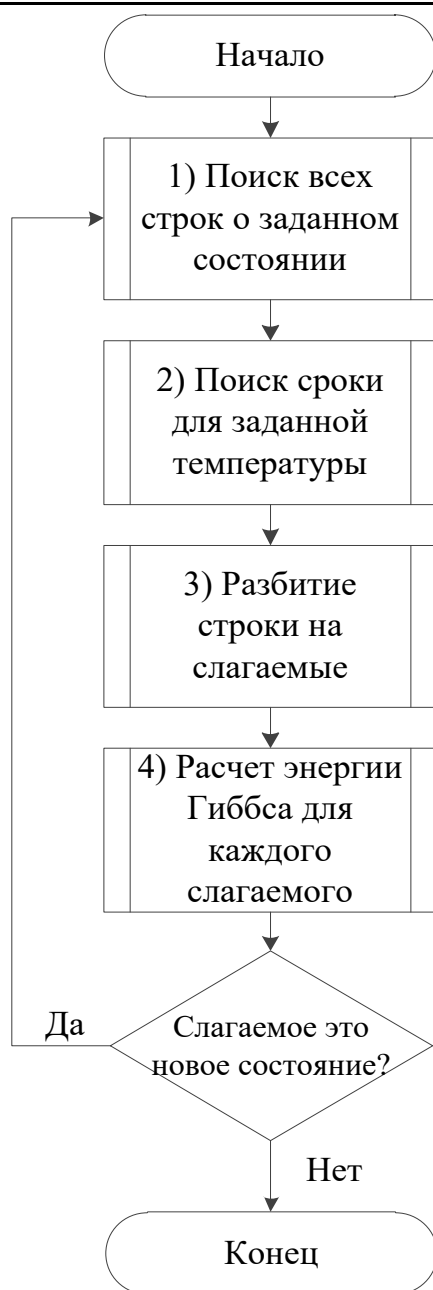 Начало
1) Поиск всех
строк о заданном
состоянии
2) Поиск сроки
для заданной
температуры
3) Разбитие
строки на
слагаемые
4) Расчет энергии
Гиббса для
каждого
слагаемого
Да
Слагаемое это
новое состояние?
Нет
Конец